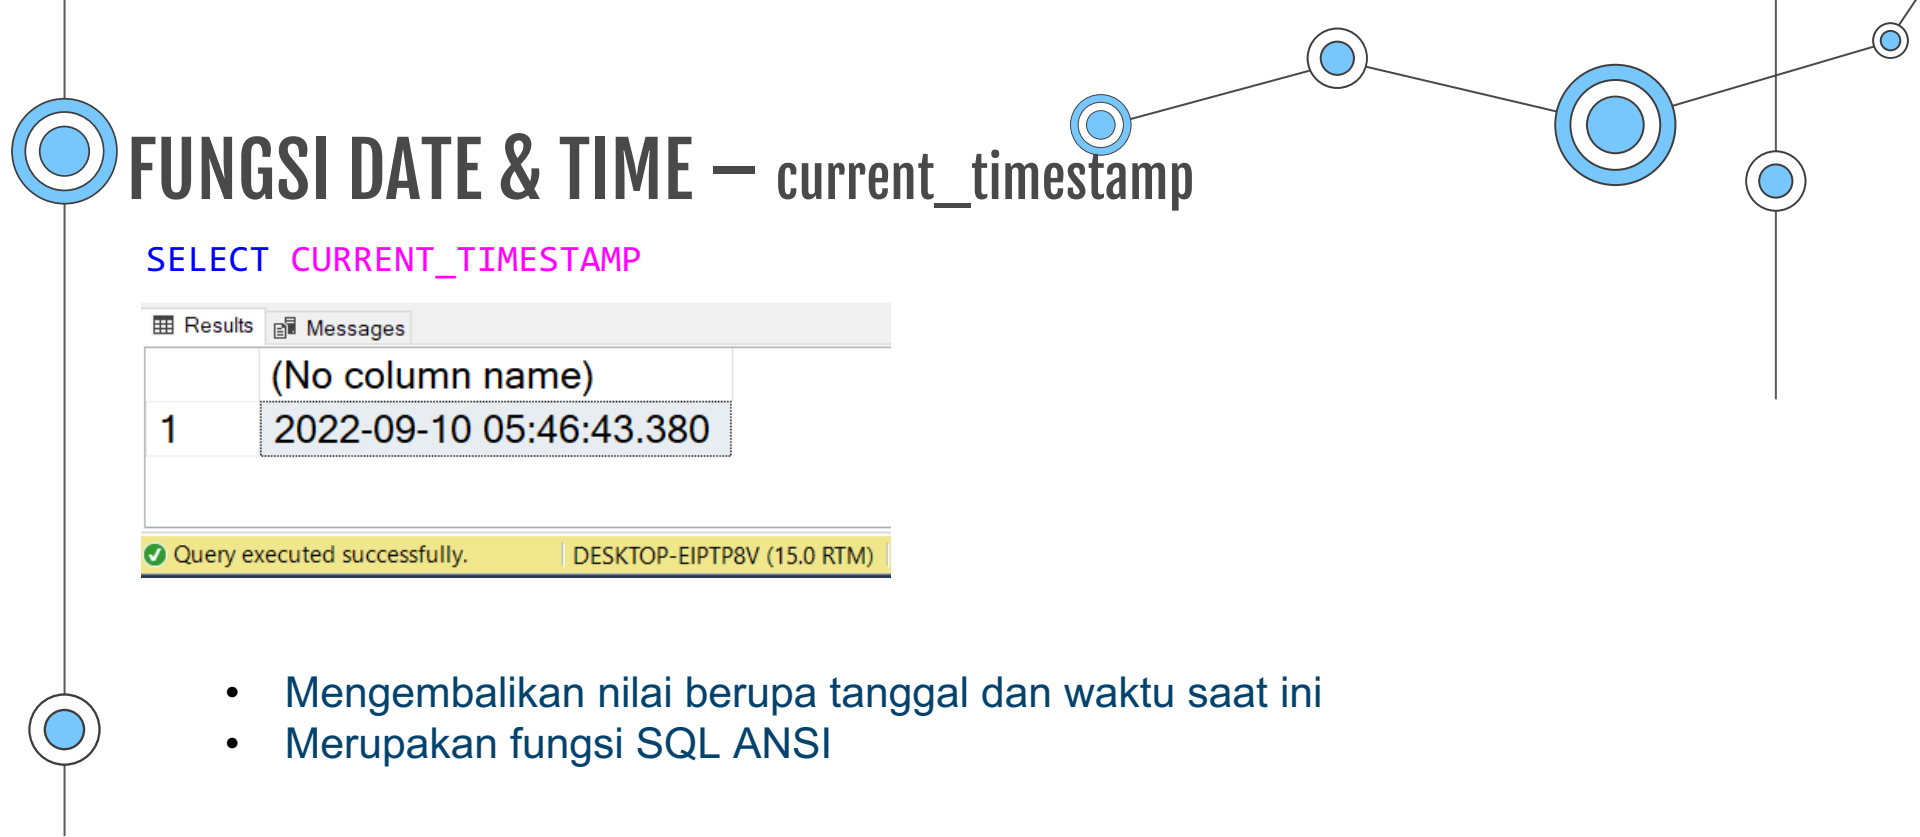 FUNGSI DATE & TIME – current_timestamp
SELECT CURRENT_TIMESTAMP
Results Messages
(No column name)
1 2022-09-10 05:46:43.380
Query executed successfully. DESKTOP-EIPTP8V (15.0 RTM)
• Mengembalikan nilai berupa tanggal dan waktu saat ini
• Merupakan fungsi SQL ANSI